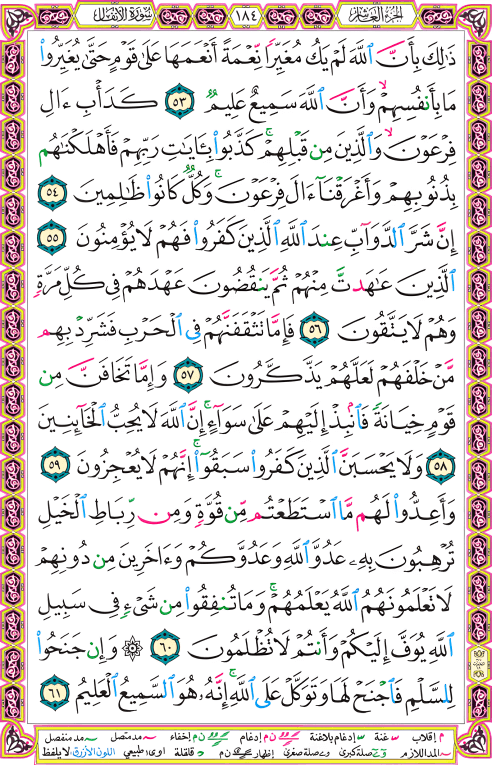 الجزء العاشر ١٨٤ سورة الأنفال
ذَٰلِكَ بِأَنَّ ٱللَّهَ لَمْ يَكُ مُغَيِّرًا نِّعْمَةً أَنْعَمَهَا عَلَىٰ قَوْمٍ حَتَّىٰ يُغَيِّرُوا۟
مَا بِأَنفُسِهِمْ ۙ وَأَنَّ ٱللَّهَ سَمِيعٌ عَلِيمٌ ٥٣ كَدَأْبِ ءَالِ
فِرْعَوْنَ ۙ وَٱلَّذِينَ مِن قَبْلِهِمْ ۚ كَذَّبُوا۟ بِـَٔايَٰتِ رَبِّهِمْ فَأَهْلَكْنَٰهُم
بِذُنُوبِهِمْ وَأَغْرَقْنَآ ءَالَ فِرْعَوْنَ ۚ وَكُلٌّ كَانُوا۟ ظَٰلِمِينَ ٥٤
إِنَّ شَرَّ ٱلدَّوَآبِّ عِندَ ٱللَّهِ ٱلَّذِينَ كَفَرُوا۟ فَهُمْ لَا يُؤْمِنُونَ ٥٥
ٱلَّذِينَ عَٰهَدتَّ مِنْهُمْ ثُمَّ يَنقُضُونَ عَهْدَهُمْ فِى كُلِّ مَرَّةٍ
وَهُمْ لَا يَتَّقُونَ ٥٦ فَإِمَّا تَثْقَفَنَّهُمْ فِى ٱلْحَرْبِ فَشَرِّدْ بِهِم
مَّنْ خَلْفَهُمْ لَعَلَّهُمْ يَذَّكَّرُونَ ٥٧ وَإِمَّا تَخَافَنَّ مِن
قَوْمٍ خِيَانَةً فَٱنۢبِذْ إِلَيْهِمْ عَلَىٰ سَوَآءٍ ۚ إِنَّ ٱللَّهَ لَا يُحِبُّ ٱلْخَآئِنِينَ
٥٨ وَلَا يَحْسَبَنَّ ٱلَّذِينَ كَفَرُوا۟ سَبَقُوٓا۟ ۚ إِنَّهُمْ لَا يُعْجِزُونَ ٥٩
وَأَعِدُّوا۟ لَهُم مَّا ٱسْتَطَعْتُم مِّن قُوَّةٍ وَمِن رِّبَاطِ ٱلْخَيْلِ
تُرْهِبُونَ بِهِۦ عَدُوَّ ٱللَّهِ وَعَدُوَّكُمْ وَءَاخَرِينَ مِن دُونِهِمْ
لَا تَعْلَمُونَهُمُ ٱللَّهُ يَعْلَمُهُمْ ۚ وَمَا تُنفِقُوا۟ مِن شَىْءٍ فِى سَبِيلِ
ٱللَّهِ يُوَفَّ إِلَيْكُمْ وَأَنتُمْ لَا تُظْلَمُونَ ٦٠ ۞ وَإِن جَنَحُوا۟
لِلسَّلْمِ فَٱجْنَحْ لَهَا وَتَوَكَّلْ عَلَى ٱللَّهِ ۚ إِنَّهُۥ هُوَ ٱلسَّمِيعُ ٱلْعَلِيمُ ٦١
م إقلاب غنة إدغام بلاغنة ن م إدغام ن م إخفاء مد متصل مد منفصل
المد اللازم صلة كبرى صلة صغرى إظهار ن م قلقلة اوى: طبيعي اللون الأزرق: لا يلفظ